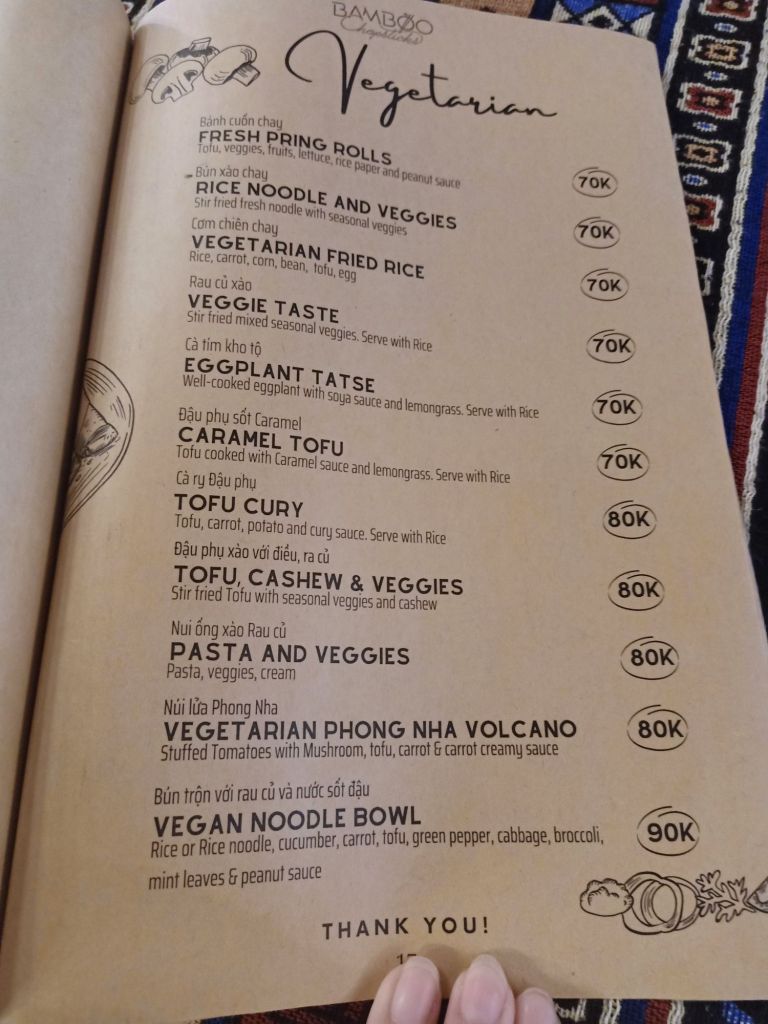 BAMBOO
Chopsticks
Vegetarian
Bánh cuốn chay
FRESH PRING ROLLS
Tofu, veggies, fruits, lettuce, rice paper and peanut sauce
70K
Bún xào chay
RICE NOODLE AND VEGGIES
Stir fried fresh noodle with seasonal veggies
70K
Cơm chiên chay
VEGETARIAN FRIED RICE
Rice, carrot, corn, bean, tofu, egg
70K
Rau củ xào
VEGGIE TASTE
Stir fried mixed seasonal veggies. Serve with Rice
70K
Cà tím kho tộ
EGGPLANT TATSE
Well-cooked eggplant with soya sauce and lemongrass. Serve with Rice
70K
Đậu phụ sốt Caramel
CARAMEL TOFU
Tofu cooked with Caramel sauce and lemongrass. Serve with Rice
70K
Cà ry Đậu phụ
TOFU CURY
Tofu, carrot, potato and cury sauce. Serve with Rice
80K
Đậu phụ xào với điều, ra củ
TOFU, CASHEW & VEGGIES
Stir fried Tofu with seasonal veggies and cashew
80K
Nui ống xào Rau củ
PASTA AND VEGGIES
Pasta, veggies, cream
80K
Núi lửa Phong Nha
VEGETARIAN PHONG NHA VOLCANO
Stuffed Tomatoes with Mushroom, tofu, carrot & carrot creamy sauce
80K
Bún trộn với rau củ và nước sốt đậu
VEGAN NOODLE BOWL
Rice or Rice noodle, cucumber, carrot, tofu, green pepper, cabbage, broccoli,
mint leaves & peanut sauce
90K
THANK YOU!